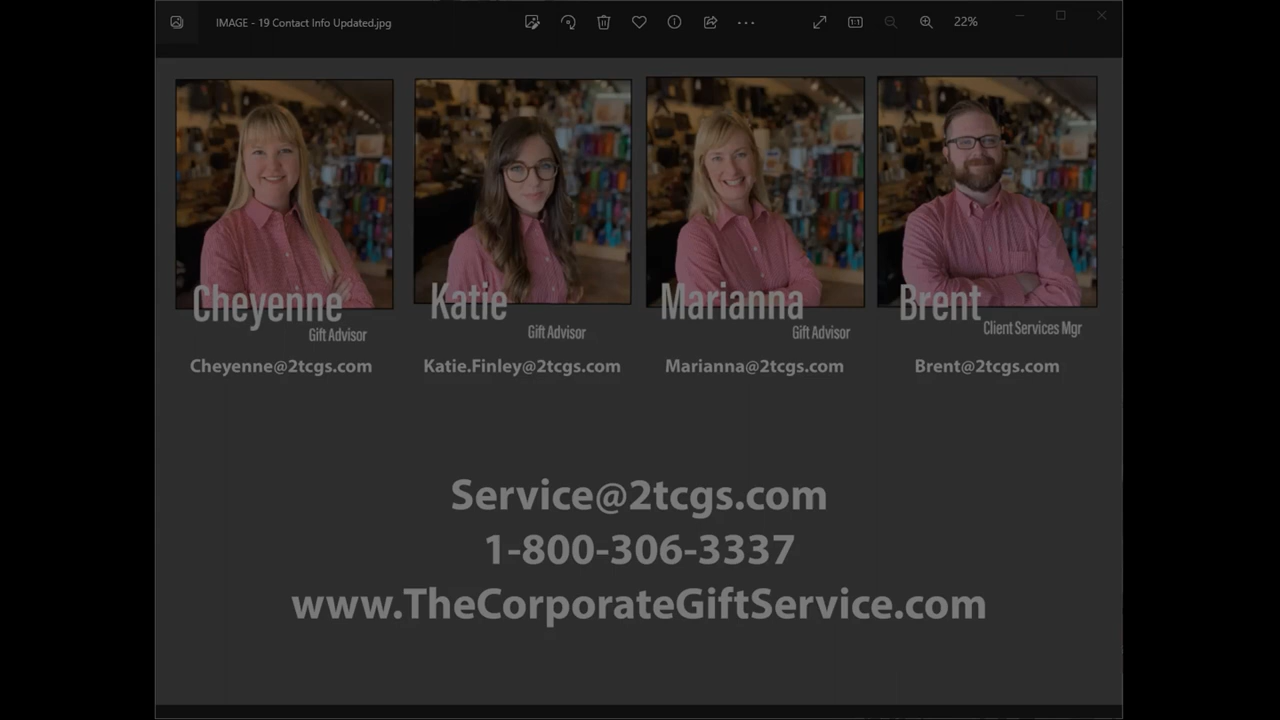 IMAGE - 19 Contact Info Updated.jpg
22%
Cheyenne
Gift Advisor
Cheyenne@2tcgs.com
Katie
Gift Advisor
Katie.Finley@2tcgs.com
Marianna
Gift Advisor
Marianna@2tcgs.com
Brent
Client Services Mgr
Brent@2tcgs.com
Service@2tcgs.com
1-800-306-3337
www.TheCorporateGiftService.com